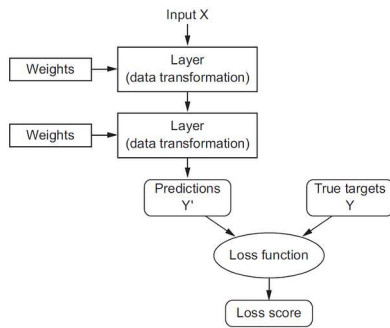 Input X
Layer
(data transformation)
Weights
Layer
(data transformation)
Weights
Predictions
Y'
True targets
Y
Loss function
Loss score